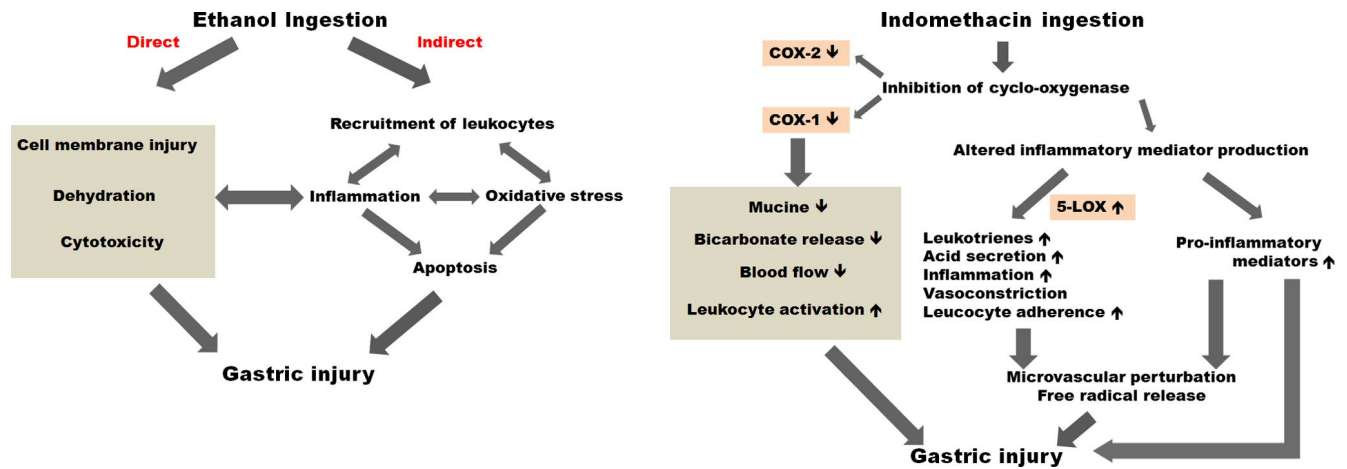 Ethanol Ingestion
Direct
Indirect
Recruitment of leukocytes
Cell membrane injury
Dehydration
Cytotoxicity
Inflammation
Oxidative stress
Apoptosis
Gastric injury
Indomethacin ingestion
COX-2 ↓
Inhibition of cyclo-oxygenase
COX-1 ↓
Altered inflammatory mediator production
Mucine ↓
Bicarbonate release ↓
Blood flow ↓
Leukocyte activation ↑
5-LOX ↑
Leukotrienes ↑
Acid secretion ↑
Inflammation ↑
Vasoconstriction
Leucocyte adherence ↑
Pro-inflammatory
mediators ↑
Microvascular perturbation
Free radical release
Gastric injury